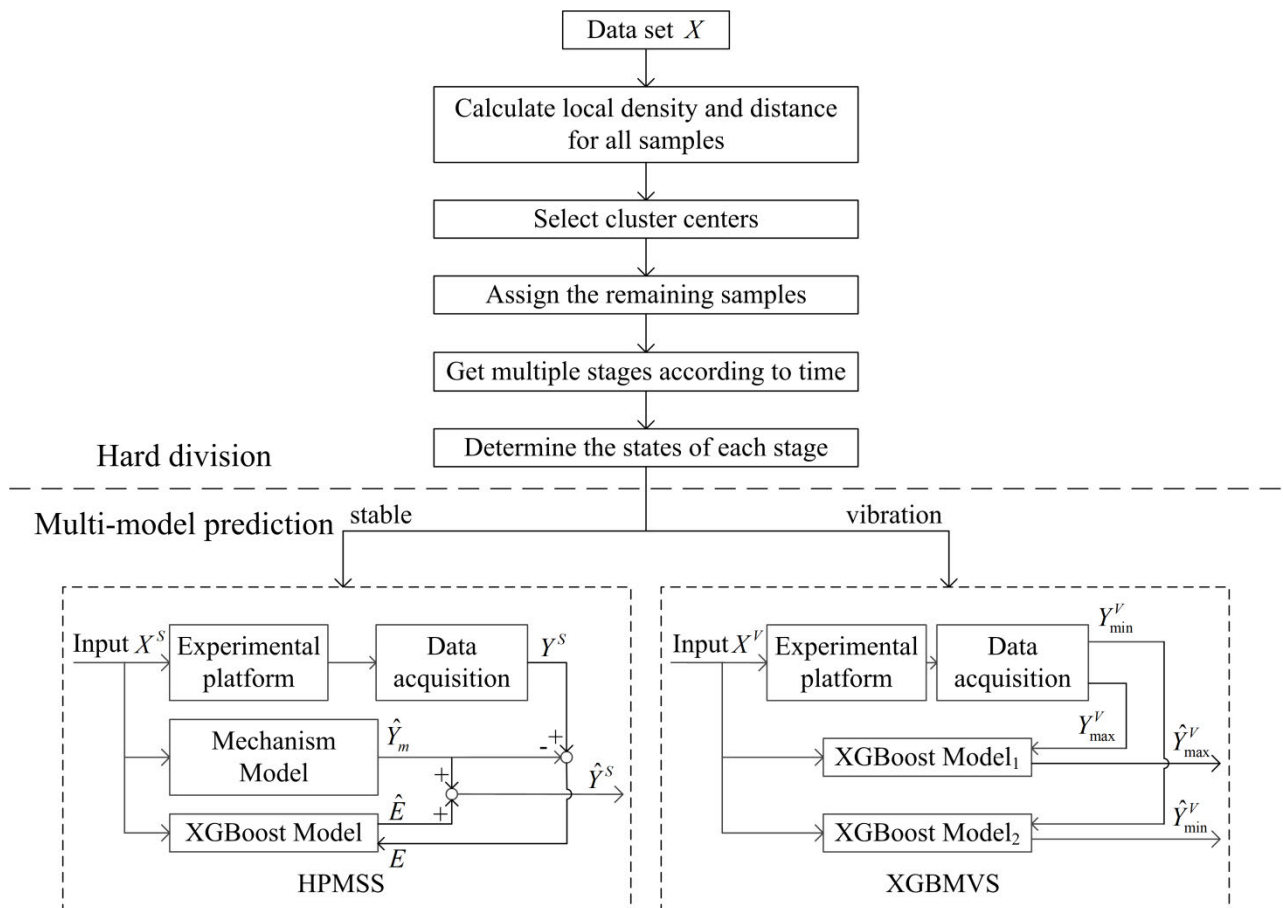 Data set X
Calculate local density and distance
for all samples
Select cluster centers
Assign the remaining samples
Get multiple stages according to time
Determine the states of each stage
Hard division
Multi-model prediction
stable
vibration
Input X^S
Experimental
platform
Data
acquisition
Y^S
Mechanism
Model
Ŷ_m
- +
+
Ŷ^S
+
Ê
XGBoost Model
E
HPMSS
Input X^V
Experimental
platform
Data
acquisition
Y^V_min
Y^V_max
XGBoost Model₁
Ŷ^V_max
XGBoost Model₂
Ŷ^V_min
XGBMVS